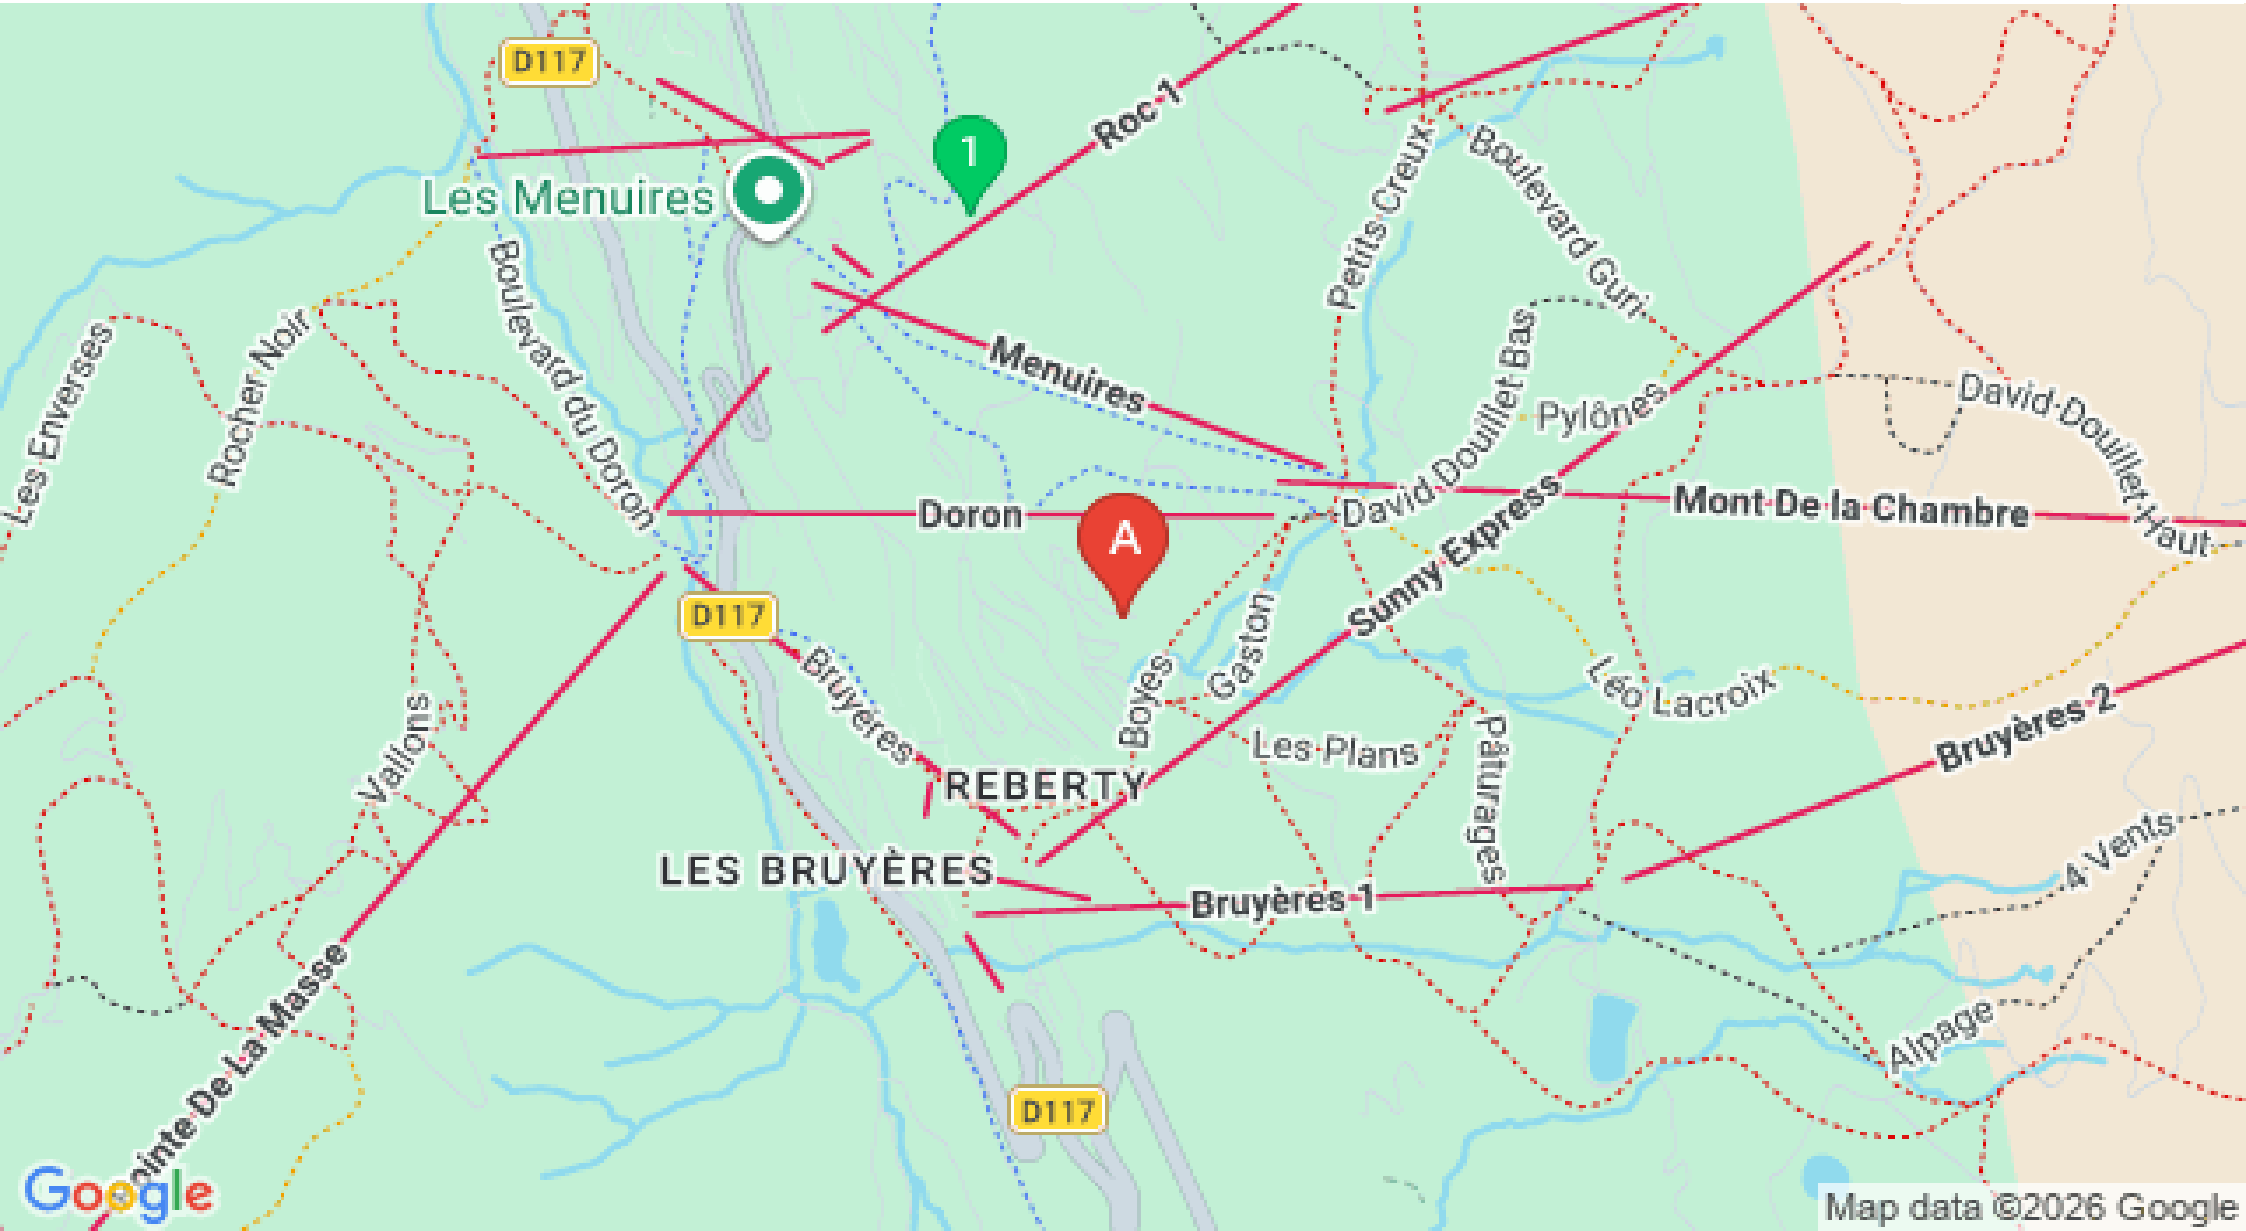 D117
Roc 1
1
Les Menuires
Petits Creux
Boulevard Guri
Boulevard du Doron
Rocher Noir
Les Enverses
Menuires
David Douillet Bas
Pylônes
David Douillet Haut
Doron
A
Mont De la Chambre
Sunny Express
D117
Bruyères
Gaston
Boyes
Léo Lacroix
Vallons
Les Plans
Pâturages
Bruyères 2
REBERTY
LES BRUYÈRES
Bruyères 1
4 Vents
Pointe De La Masse
Alpage
D117
Google
Map data ©2026 Google